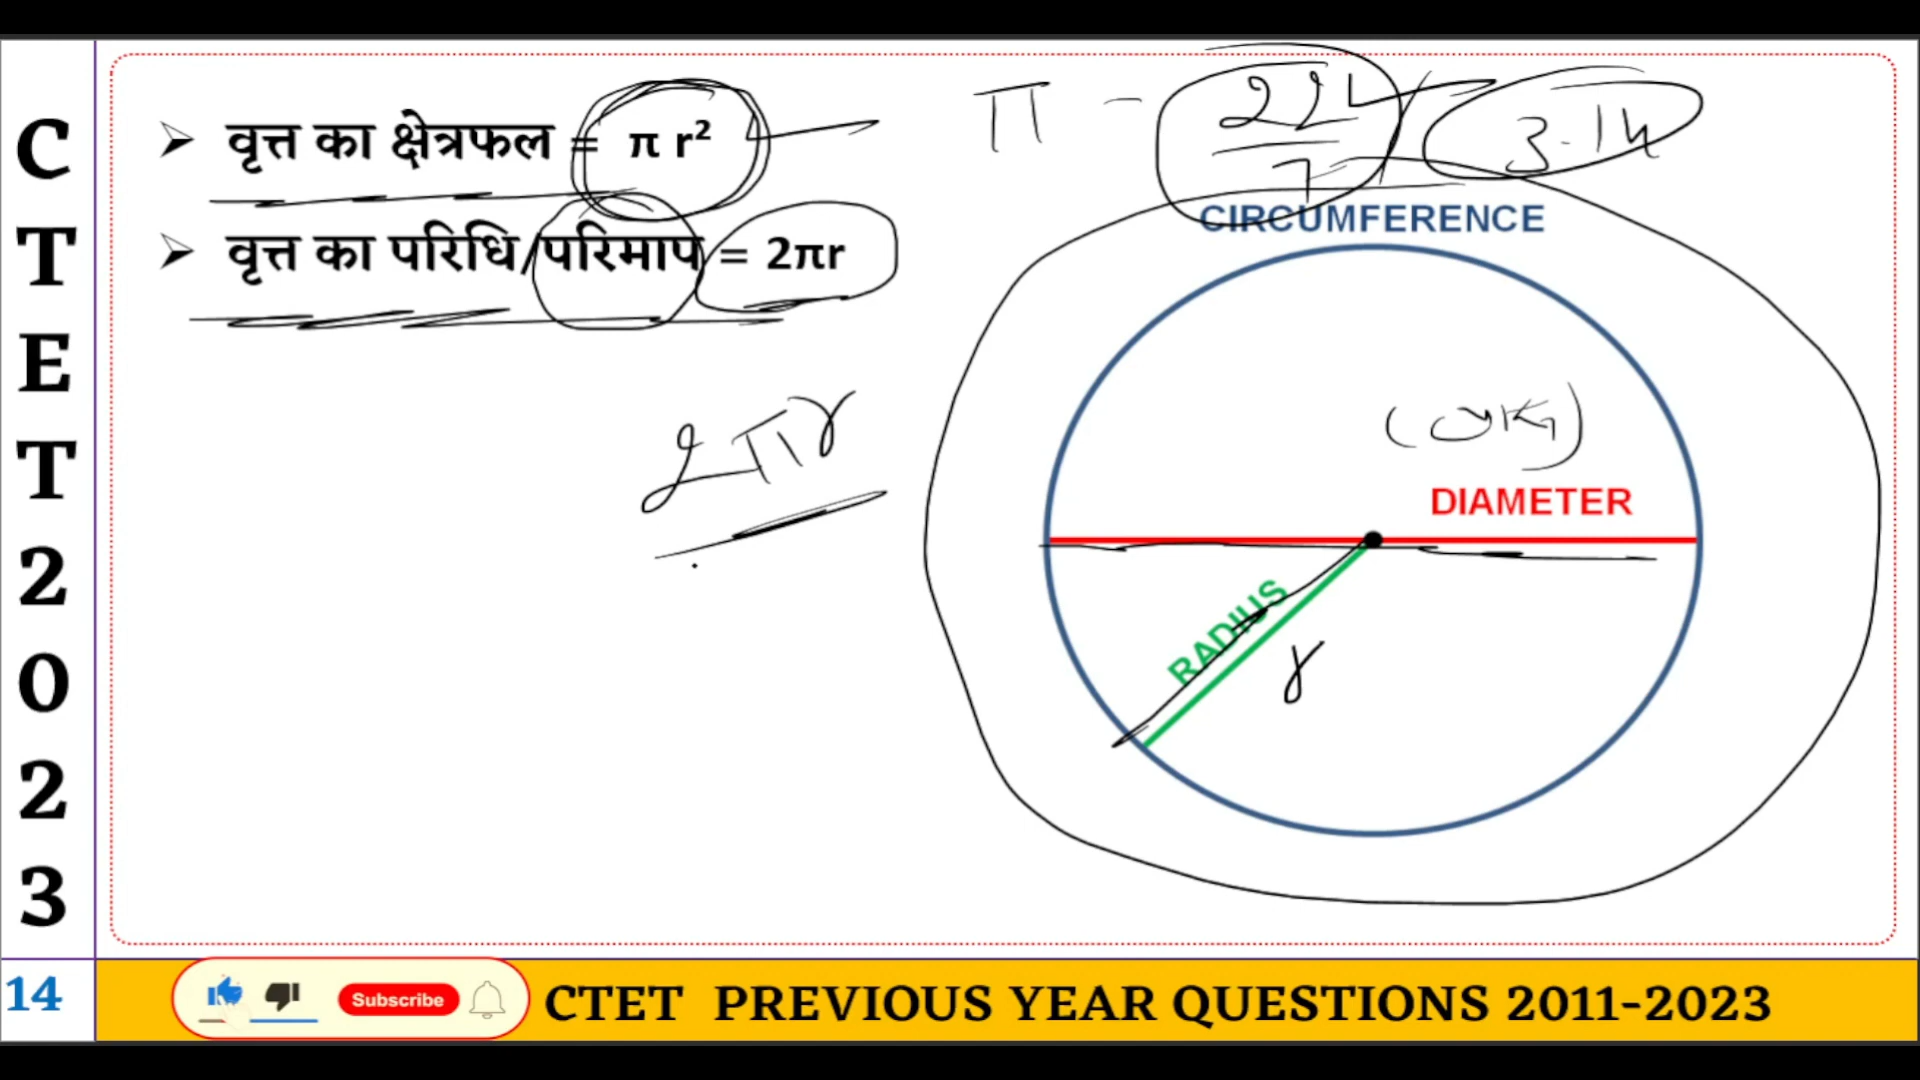 CTET2023
➢ वृत्त का क्षेत्रफल = π r²
➢ वृत्त का परिधि/परिमाप = 2πr
π - 22/7 3.14
2πr
CIRCUMFERENCE
DIAMETER
RADIUS
r
14
Subscribe
CTET PREVIOUS YEAR QUESTIONS 2011-2023